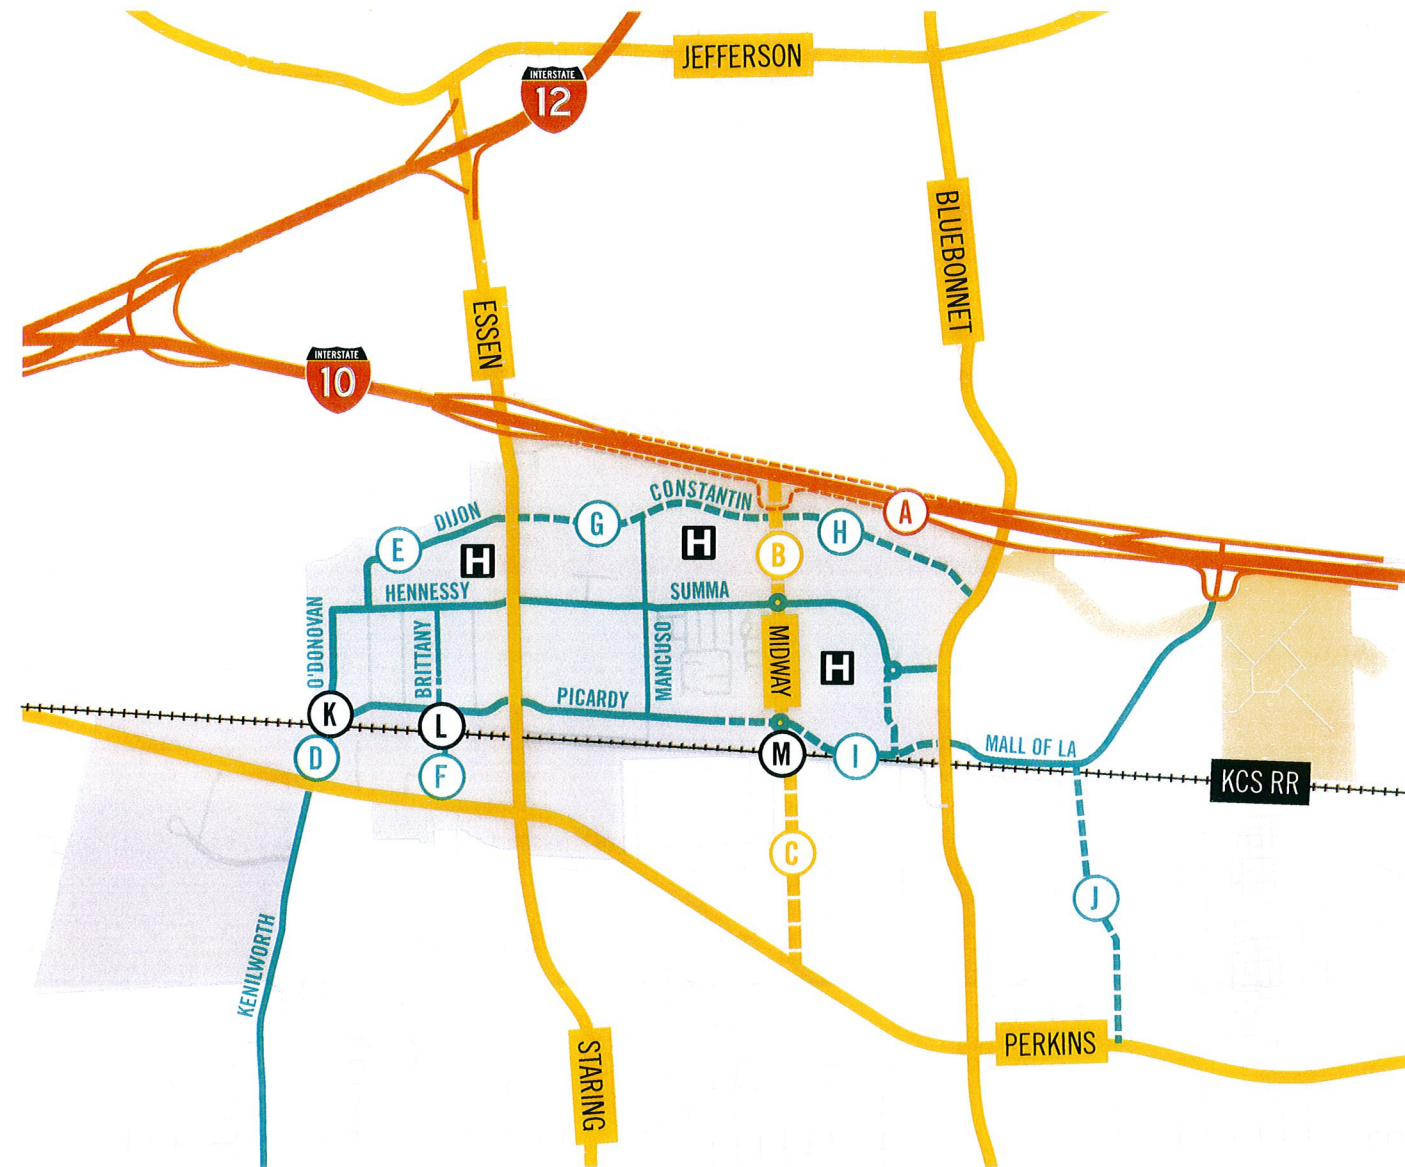 JEFFERSON
INTERSTATE
12
BLUEBONNET
ESSEN
INTERSTATE
10
CONSTANTIN
DIJON
G
A
H
E
H
H
B
HENNESSY
SUMMA
O'DONOVAN
BRITTANY
MANCUSO
MIDWAY
H
PICARDY
K
L
D
F
M
I
MALL OF LA
KCS RR
C
J
KENILWORTH
STARING
PERKINS